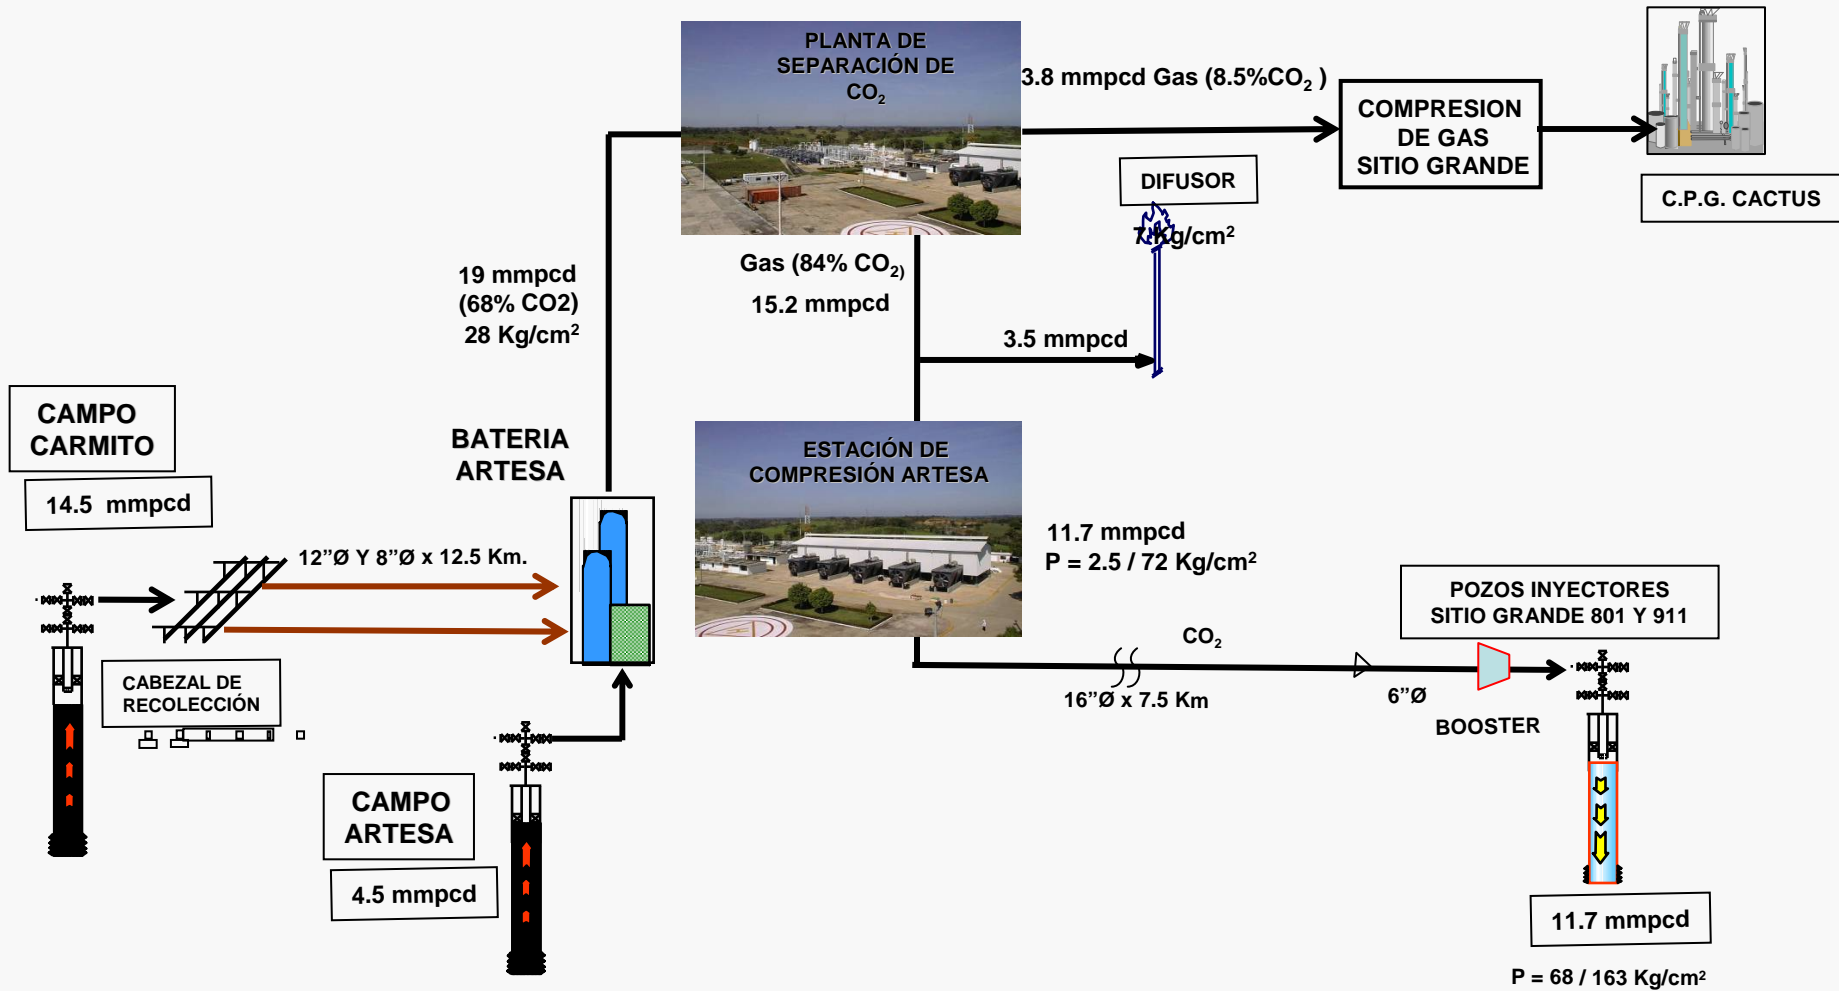 PLANTA DE
SEPARACIÓN DE
CO2
3.8 mmpcd Gas (8.5%CO2 )
COMPRESION
DE GAS
SITIO GRANDE
C.P.G. CACTUS
DIFUSOR
7 Kg/cm2
Gas (84% CO2)
15.2 mmpcd
3.5 mmpcd
19 mmpcd
(68% CO2)
28 Kg/cm2
CAMPO
CARMITO
14.5 mmpcd
BATERIA
ARTESA
12”Ø Y 8”Ø x 12.5 Km.
CABEZAL DE
RECOLECCIÓN
CAMPO
ARTESA
4.5 mmpcd
ESTACIÓN DE
COMPRESIÓN ARTESA
11.7 mmpcd
P = 2.5 / 72 Kg/cm2
CO2
16”Ø x 7.5 Km
6”Ø
BOOSTER
POZOS INYECTORES
SITIO GRANDE 801 Y 911
11.7 mmpcd
P = 68 / 163 Kg/cm2